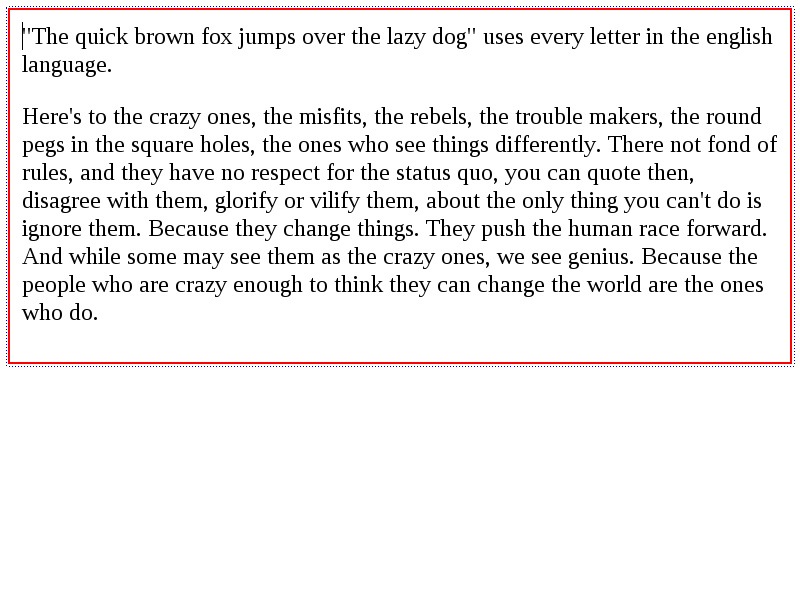 "The quick brown fox jumps over the lazy dog" uses every letter in the english
language.
Here's to the crazy ones, the misfits, the rebels, the trouble makers, the round
pegs in the square holes, the ones who see things differently. There not fond of
rules, and they have no respect for the status quo, you can quote then,
disagree with them, glorify or vilify them, about the only thing you can't do is
ignore them. Because they change things. They push the human race forward.
And while some may see them as the crazy ones, we see genius. Because the
people who are crazy enough to think they can change the world are the ones
who do.